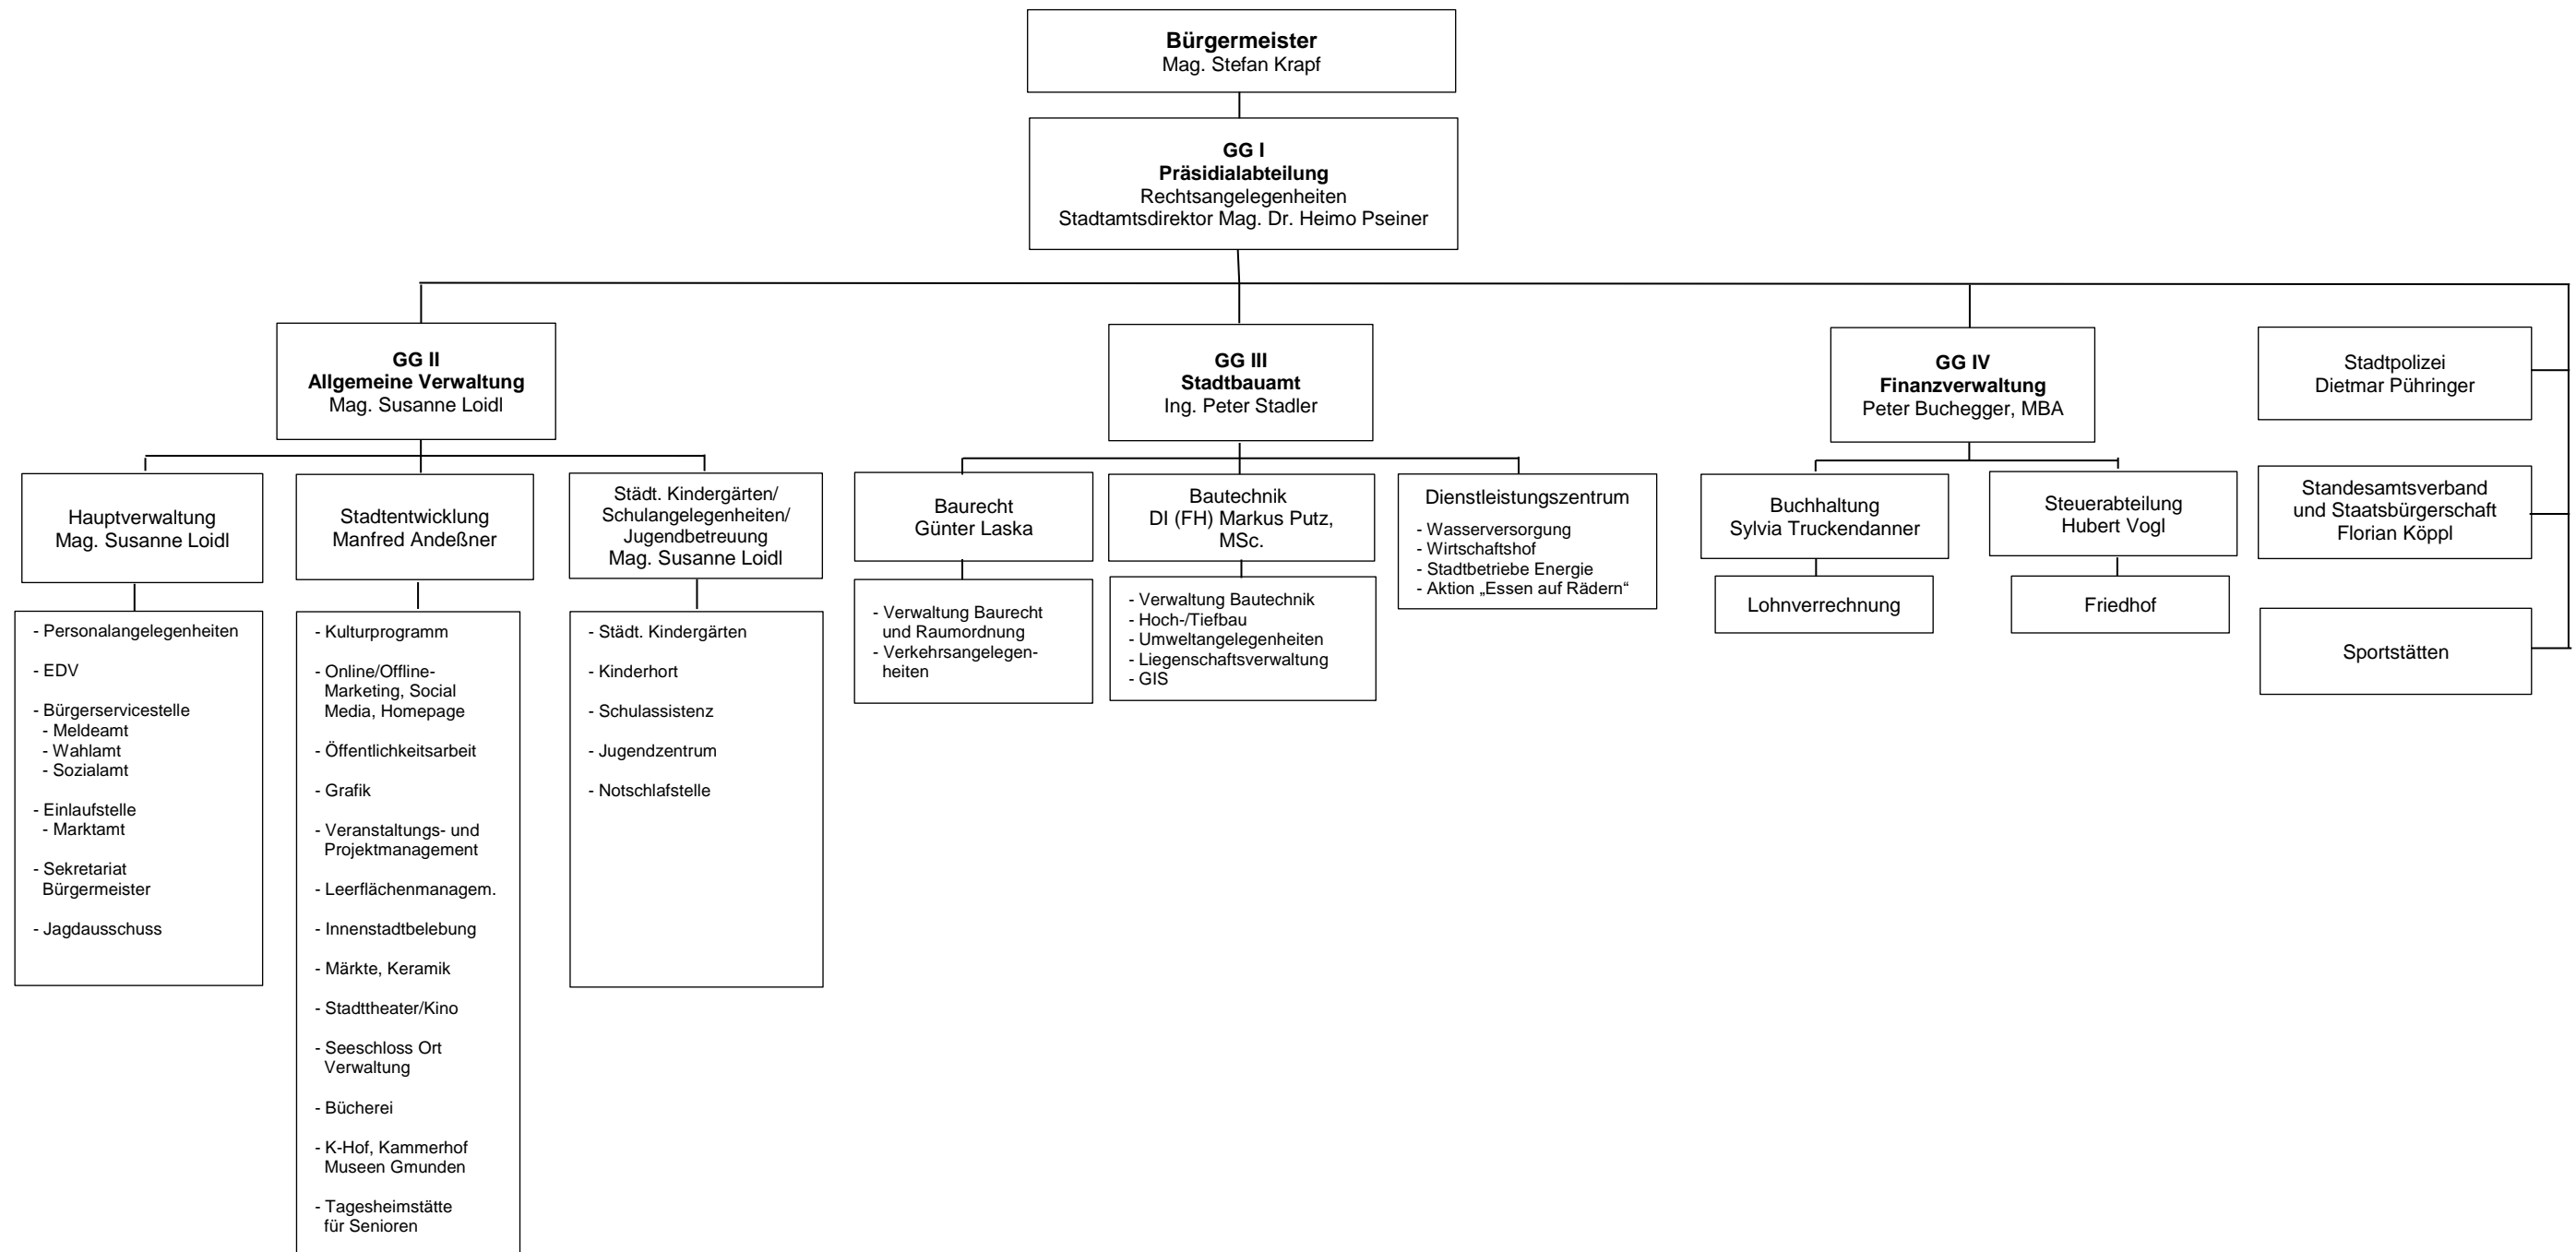 Bürgermeister
Mag. Stefan Krapf
GG I
Präsidialabteilung
Rechtsangelegenheiten
Stadtamtsdirektor Mag. Dr. Heimo Pseiner
GG II
Allgemeine Verwaltung
Mag. Susanne Loidl
GG III
Stadtbauamt
Ing. Peter Stadler
GG IV
Finanzverwaltung
Peter Buchegger, MBA
Stadtpolizei
Dietmar Pühringer
Hauptverwaltung
Mag. Susanne Loidl
Stadtentwicklung
Manfred Andeßner
Städt. Kindergärten/
Schulangelegenheiten/
Jugendbetreuung
Mag. Susanne Loidl
Baurecht
Günter Laska
Bautechnik
DI (FH) Markus Putz,
MSc.
Dienstleistungszentrum
- Wasserversorgung
- Wirtschaftshof
- Stadtbetriebe Energie
- Aktion „Essen auf Rädern“
Buchhaltung
Sylvia Truckendanner
Steuerabteilung
Hubert Vogl
Standesamtsverband
und Staatsbürgerschaft
Florian Köppl
- Personalangelegenheiten
- EDV
- Bürgerservicestelle
- Meldeamt
- Wahlamt
- Sozialamt
- Einlaufstelle
- Marktamt
- Sekretariat
Bürgermeister
- Jagdausschuss
- Kulturprogramm
- Online/Offline-
Marketing, Social
Media, Homepage
- Öffentlichkeitsarbeit
- Grafik
- Veranstaltungs- und
Projektmanagement
- Leerflächenmanagem.
- Innenstadtbelebung
- Märkte, Keramik
- Stadttheater/Kino
- Seeschloss Ort
Verwaltung
- Bücherei
- K-Hof, Kammerhof
Museen Gmunden
- Tagesheimstätte
für Senioren
- Städt. Kindergärten
- Kinderhort
- Schulassistenz
- Jugendzentrum
- Notschlafstelle
- Verwaltung Baurecht
und Raumordnung
- Verkehrsangelegen-
heiten
- Verwaltung Bautechnik
- Hoch-/Tiefbau
- Umweltangelegenheiten
- Liegenschaftsverwaltung
- GIS
Lohnverrechnung
Friedhof
Sportstätten